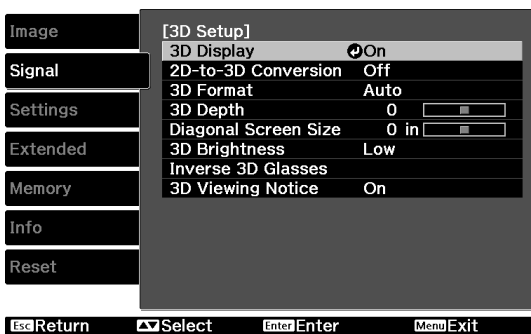 Image
Signal
Settings
Extended
Memory
Info
Reset
[3D Setup]
3D Display On
2D-to-3D Conversion Off
3D Format Auto
3D Depth 0
Diagonal Screen Size 0 in
3D Brightness Low
Inverse 3D Glasses
3D Viewing Notice On
Esc Return Select Enter Enter Menu Exit